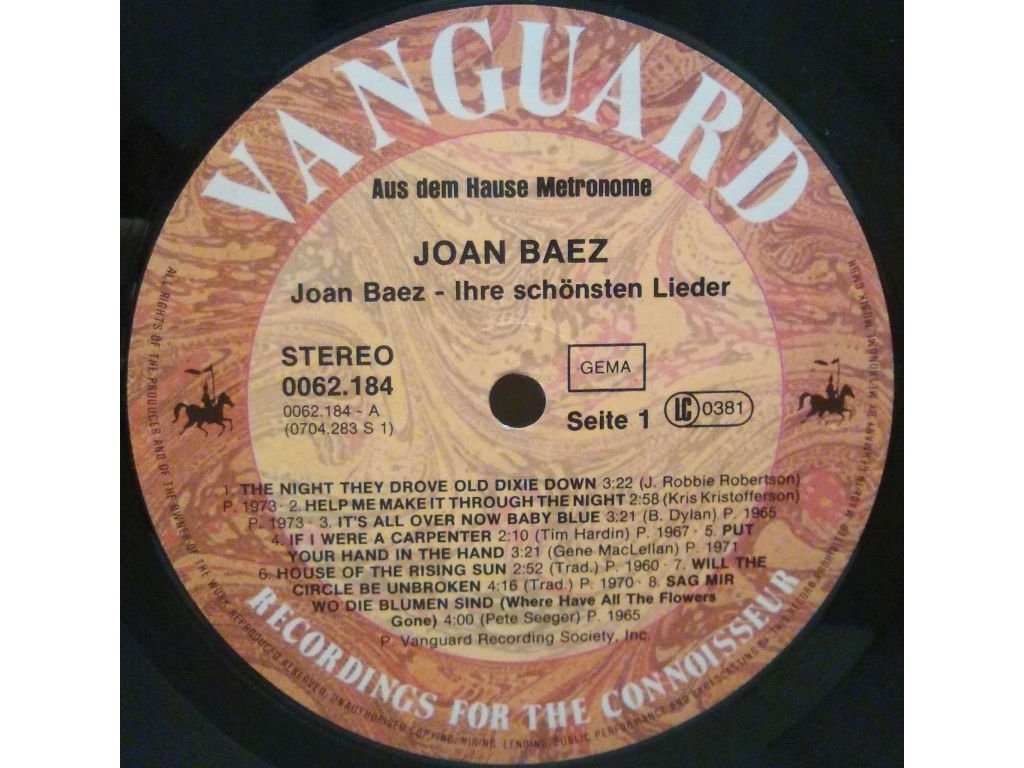 VANGUARD
Aus dem Hause Metronome
JOAN BAEZ
Joan Baez - Ihre schönsten Lieder
STEREO
0062.184
0062.184 - A
(0704.283 S 1)
GEMA
Seite 1 LC 0381
1. THE NIGHT THEY DROVE OLD DIXIE DOWN 3:22 (J. Robbie Robertson)
P. 1973 · 2. HELP ME MAKE IT THROUGH THE NIGHT 2:58 (Kris Kristofferson)
P. 1973 · 3. IT'S ALL OVER NOW BABY BLUE 3:21 (B. Dylan) P. 1965
4. IF I WERE A CARPENTER 2:10 (Tim Hardin) P. 1967 · 5. PUT
YOUR HAND IN THE HAND 3:21 (Gene MacLellan) P. 1971
6. HOUSE OF THE RISING SUN 2:52 (Trad.) P. 1960 · 7. WILL THE
CIRCLE BE UNBROKEN 4:16 (Trad.) P. 1970 · 8. SAG MIR
WO DIE BLUMEN SIND (Where Have All The Flowers
Gone) 4:00 (Pete Seeger) P. 1965
P. Vanguard Recording Society, Inc.
RECORDINGS FOR THE CONNOISSEUR
ALL RIGHTS OF THE PRODUCER AND OF THE OWNER OF THE WORK REPRODUCED RESERVED. UNAUTHORISED COPYING, HIRING, LENDING, PUBLIC PERFORMANCE AND BROADCASTING OF THIS RECORD PROHIBITED. MADE IN GERMANY BY METRONOME MUSIK GMBH